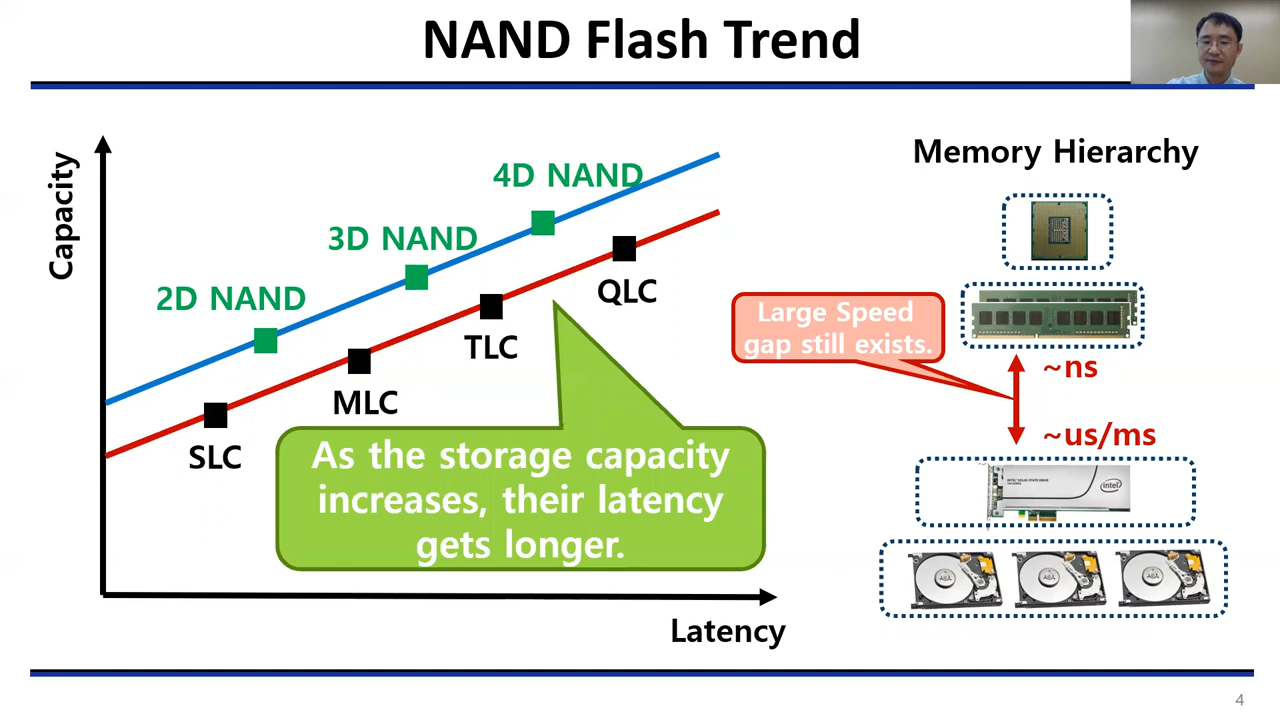 NAND Flash Trend
Capacity
4D NAND
3D NAND
2D NAND
QLC
TLC
MLC
SLC
As the storage capacity
increases, their latency
gets longer.
Latency
Memory Hierarchy
Large Speed
gap still exists.
~ns
~us/ms
intel
4